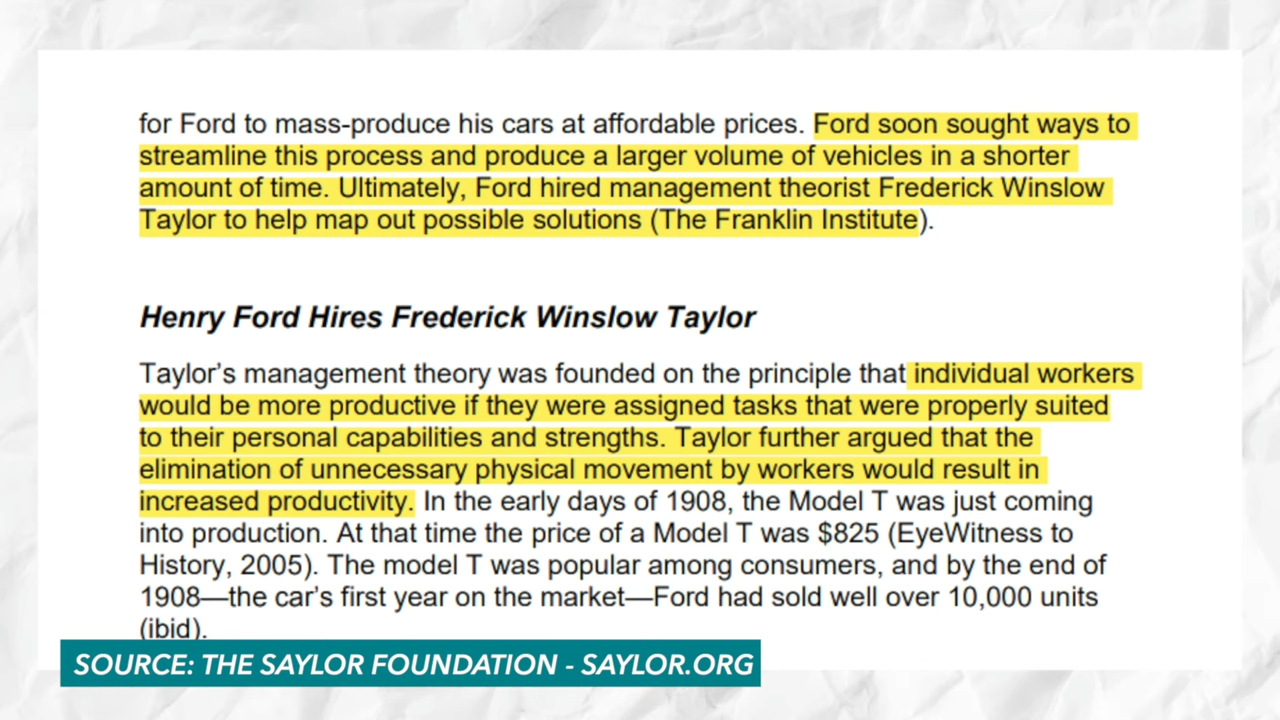 for Ford to mass-produce his cars at affordable prices. Ford soon sought ways to
streamline this process and produce a larger volume of vehicles in a shorter
amount of time. Ultimately, Ford hired management theorist Frederick Winslow
Taylor to help map out possible solutions (The Franklin Institute).
Henry Ford Hires Frederick Winslow Taylor
Taylor’s management theory was founded on the principle that individual workers
would be more productive if they were assigned tasks that were properly suited
to their personal capabilities and strengths. Taylor further argued that the
elimination of unnecessary physical movement by workers would result in
increased productivity. In the early days of 1908, the Model T was just coming
into production. At that time the price of a Model T was $825 (EyeWitness to
History, 2005). The model T was popular among consumers, and by the end of
1908—the car’s first year on the market—Ford had sold well over 10,000 units
(ibid).
SOURCE: THE SAYLOR FOUNDATION - SAYLOR.ORG